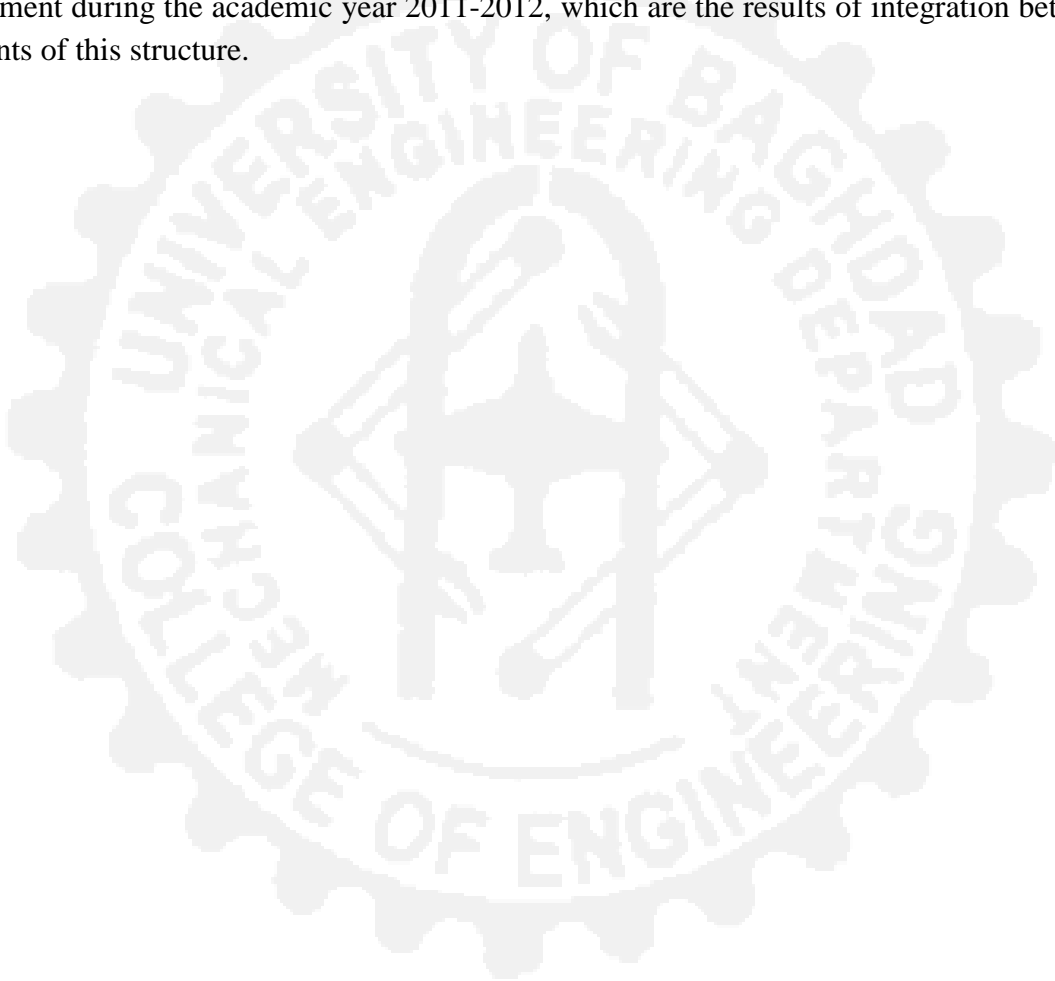 ment during the academic year 2011-2012, which are the results of integration bet
nts of this structure.
UNIVERSITY OF BAGHDAD
MECHANICAL ENGINEERING DEPARTMENT
COLLEGE OF ENGINEERING